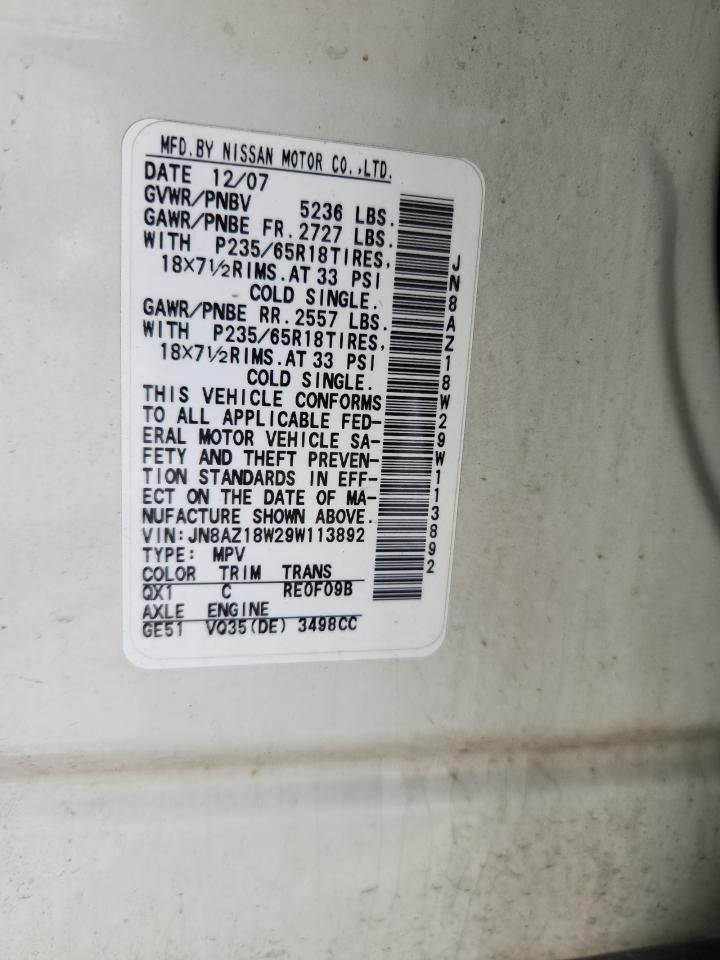 MFD.BY NISSAN MOTOR CO.,LTD.
DATE 12/07
GVWR/PNBV 5236 LBS.
GAWR/PNBE FR.2727 LBS.
WITH P235/65R18TIRES,
18×7½RIMS.AT 33 PSI
COLD SINGLE.
GAWR/PNBE RR.2557 LBS.
WITH P235/65R18TIRES,
18×7½RIMS.AT 33 PSI
COLD SINGLE.
THIS VEHICLE CONFORMS
TO ALL APPLICABLE FED-
ERAL MOTOR VEHICLE SA-
FETY AND THEFT PREVEN-
TION STANDARDS IN EFF-
ECT ON THE DATE OF MA-
NUFACTURE SHOWN ABOVE.
VIN:JN8AZ18W29W113892
TYPE: MPV
COLOR TRIM TRANS
QX1 C RE0F09B
AXLE ENGINE
GE51 VQ35(DE) 3498CC
JN8AZ18W29W113892